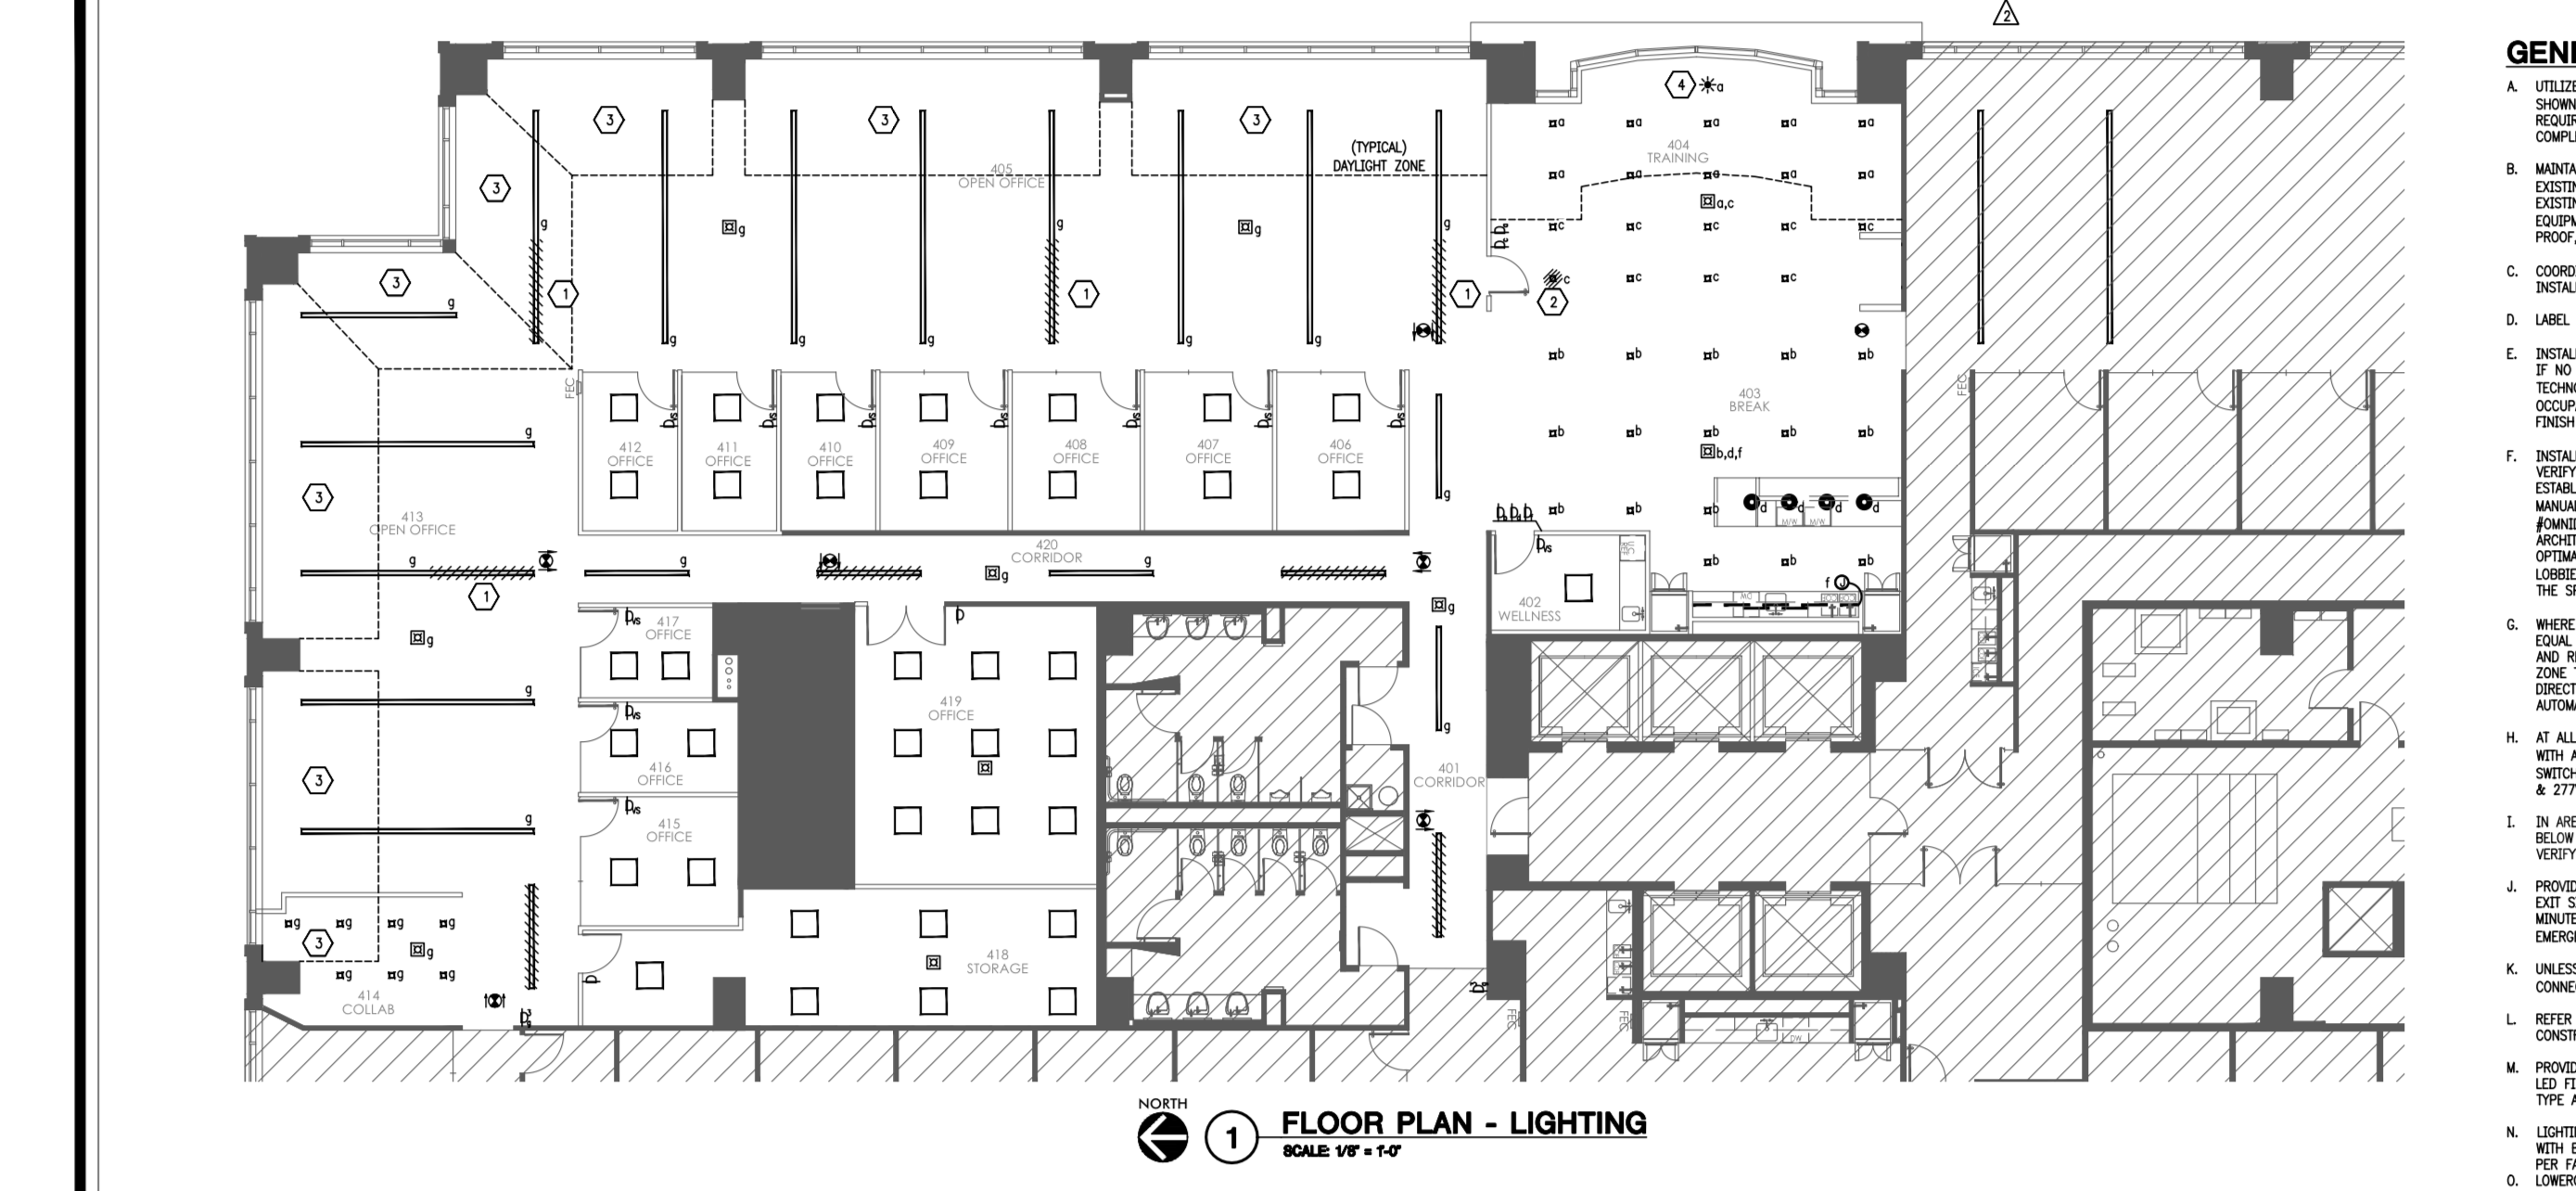 2
3
3
3
4
a
a
a
a
a
a
(TYPICAL)
DAYLIGHT ZONE
404
TRAINING
405
OPEN OFFICE
3
a
a
a
a
a
a,c
g
g
g
g
g
c
c
c
c
c
3
1
1
1
c
c
c
c
2
g
g
g
g
g
g
b
b
b
b
b
FEC
FEC
403
BREAK
g
412
OFFICE
411
OFFICE
410
OFFICE
409
OFFICE
408
OFFICE
407
OFFICE
406
OFFICE
b
b
b
b
b
b,d,f
3
g
413
OPEN OFFICE
b
b
b
d
d
d
d
M/W
M/W
420
CORRIDOR
g
g
g
g
b
b
b
f
J
1
402
WELLNESS
g
417
OFFICE
g
g
419
OFFICE
g
416
OFFICE
401
CORRIDOR
3
g
415
OFFICE
g
g
g
g
3
g
g
g
g
418
STORAGE
414
COLLAB
FEC
FEC
DW
NORTH
1
FLOOR PLAN - LIGHTING
SCALE: 1/8" = 1'-0"
GEN
A. UTILIZE
SHOWN
REQUIR
COMPL
B. MAINTA
EXISTIN
EXISTIN
EQUIPM
PROOF,
C. COORDI
INSTAL
D. LABEL
E. INSTAL
IF NO
TECHNO
OCCUP
FINISH
F. INSTAL
VERIFY
ESTABL
MANUA
#OMNI
ARCHIT
OPTIMA
LOBBIE
THE S
G. WHERE
EQUAL
AND R
ZONE
DIRECT
AUTOM
H. AT ALL
WITH A
SWITCH
& 277
I. IN ARE
BELOW
VERIFY
J. PROVID
EXIT S
MINUTE
EMERG
K. UNLESS
CONNE
L. REFER
CONST
M. PROVID
LED FI
TYPE A
N. LIGHTI
WITH E
PER FA
O. LOWER